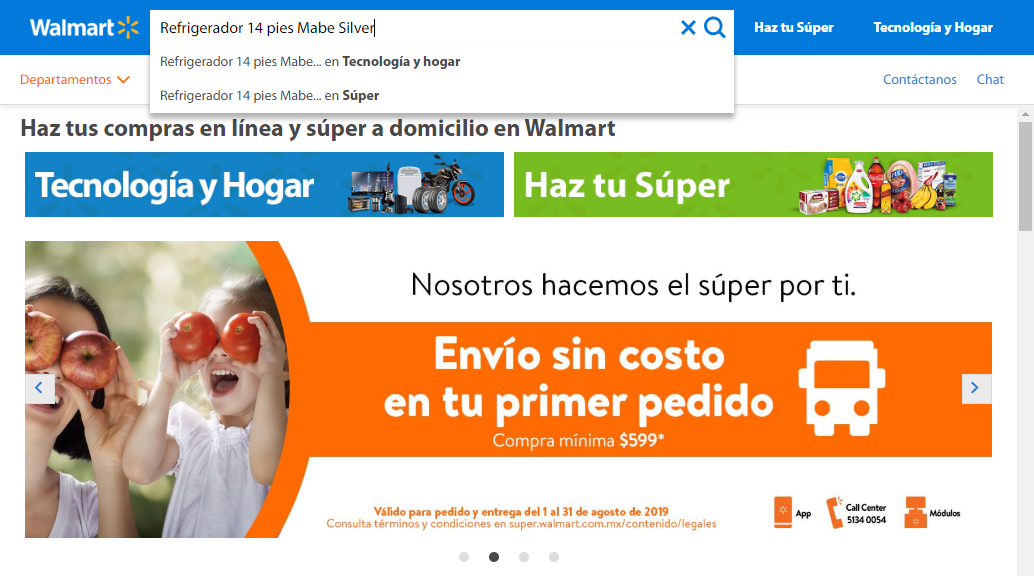 Walmart
Refrigerador 14 pies Mabe Silver
Haz tu Súper
Tecnología y Hogar
Refrigerador 14 pies Mabe... en Tecnología y hogar
Refrigerador 14 pies Mabe... en Súper
Departamentos
Contáctanos
Chat
Haz tus compras en línea y súper a domicilio en Walmart
Tecnología y Hogar
Haz tu Súper
Nosotros hacemos el súper por ti.
Envío sin costo
en tu primer pedido
Compra mínima $599*
Válido para pedido y entrega del 1 al 31 de agosto de 2019
Consulta términos y condiciones en super.walmart.com.mx/contenido/legales
App
Call Center
5134 0054
Módulos